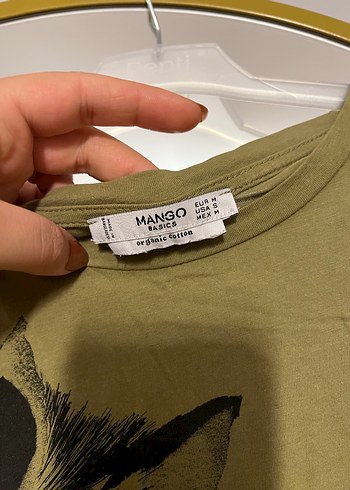 MANGO
BASICS
organic cotton
EUR M
USA S
MEX M